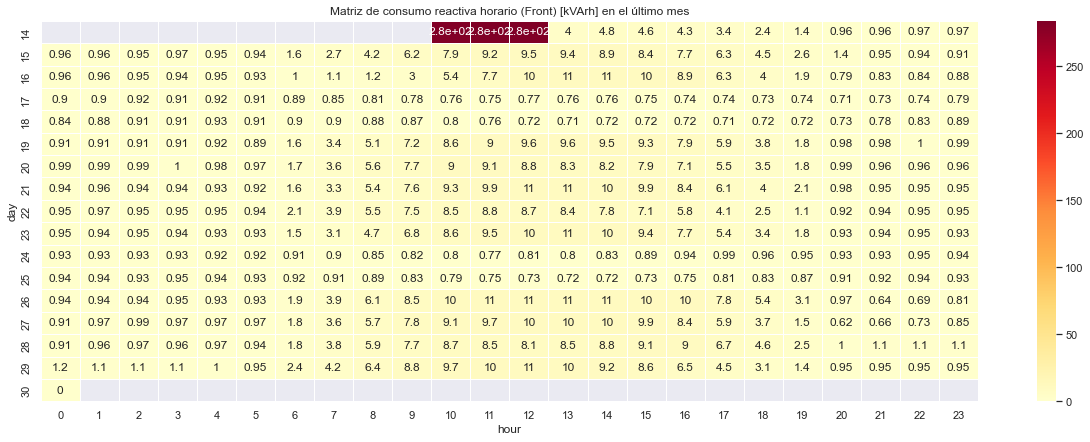 Matriz de consumo reactiva horario (Front) [kVArh] en el último mes
14 2.8e+02 2.8e+02 2.8e+02 4 4.8 4.6 4.3 3.4 2.4 1.4 0.96 0.96 0.97 0.97
15 0.96 0.96 0.95 0.97 0.95 0.94 1.6 2.7 4.2 6.2 7.9 9.2 9.5 9.4 8.9 8.4 7.7 6.3 4.5 2.6 1.4 0.95 0.94 0.91
16 0.96 0.96 0.95 0.94 0.95 0.93 1 1.1 1.2 3 5.4 7.7 10 11 11 10 8.9 6.3 4 1.9 0.79 0.83 0.84 0.88
17 0.9 0.9 0.92 0.91 0.92 0.91 0.89 0.85 0.81 0.78 0.76 0.75 0.77 0.76 0.76 0.75 0.74 0.74 0.73 0.74 0.71 0.73 0.74 0.79
18 0.84 0.88 0.91 0.91 0.93 0.91 0.9 0.9 0.88 0.87 0.8 0.76 0.72 0.71 0.72 0.72 0.72 0.71 0.72 0.72 0.73 0.78 0.83 0.89
19 0.91 0.91 0.91 0.91 0.92 0.89 1.6 3.4 5.1 7.2 8.6 9 9.6 9.6 9.5 9.3 7.9 5.9 3.8 1.8 0.98 0.98 1 0.99
20 0.99 0.99 0.99 1 0.98 0.97 1.7 3.6 5.6 7.7 9 9.1 8.8 8.3 8.2 7.9 7.1 5.5 3.5 1.8 0.99 0.96 0.96 0.96
21 0.94 0.96 0.94 0.94 0.93 0.92 1.6 3.3 5.4 7.6 9.3 9.9 11 11 10 9.9 8.4 6.1 4 2.1 0.98 0.95 0.95 0.95
day
22 0.95 0.97 0.95 0.95 0.95 0.94 2.1 3.9 5.5 7.5 8.5 8.8 8.7 8.4 7.8 7.1 5.8 4.1 2.5 1.1 0.92 0.94 0.95 0.95
23 0.95 0.94 0.95 0.94 0.93 0.93 1.5 3.1 4.7 6.8 8.6 9.5 10 11 10 9.4 7.7 5.4 3.4 1.8 0.93 0.94 0.95 0.93
24 0.93 0.93 0.93 0.93 0.92 0.92 0.91 0.9 0.85 0.82 0.8 0.77 0.81 0.8 0.83 0.89 0.94 0.99 0.96 0.95 0.93 0.93 0.95 0.94
25 0.94 0.94 0.93 0.95 0.94 0.93 0.92 0.91 0.89 0.83 0.79 0.75 0.73 0.72 0.72 0.73 0.75 0.81 0.83 0.87 0.91 0.92 0.94 0.93
26 0.94 0.94 0.94 0.95 0.93 0.93 1.9 3.9 6.1 8.5 10 11 11 11 11 10 10 7.8 5.4 3.1 0.97 0.64 0.69 0.81
27 0.91 0.97 0.99 0.97 0.97 0.97 1.8 3.6 5.7 7.8 9.1 9.7 10 10 10 9.9 8.4 5.9 3.7 1.5 0.62 0.66 0.73 0.85
28 0.91 0.96 0.97 0.96 0.97 0.94 1.8 3.8 5.9 7.7 8.7 8.5 8.1 8.5 8.8 9.1 9 6.7 4.6 2.5 1 1.1 1.1 1.1
29 1.2 1.1 1.1 1.1 1 0.95 2.4 4.2 6.4 8.8 9.7 10 11 10 9.2 8.6 6.5 4.5 3.1 1.4 0.95 0.95 0.95 0.95
30 0
0 1 2 3 4 5 6 7 8 9 10 11 12 13 14 15 16 17 18 19 20 21 22 23
hour
250
200
150
100
50
0